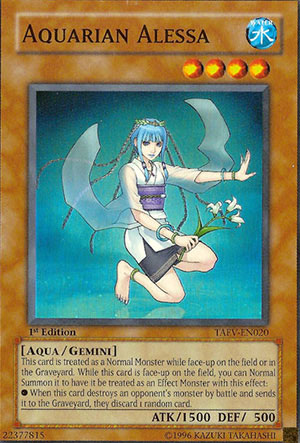 AQUARIAN ALESSA
WATER
水
1st Edition
TAEV-EN020
[AQUA / GEMINI]
This card is treated as a Normal Monster while face-up on the field or in
the Graveyard. While this card is face-up on the field, you can Normal
Summon it to have it be treated as an Effect Monster with this effect:
● When this card destroys an opponent's monster by battle and sends
it to the Graveyard, they discard 1 random card.
ATK/1500 DEF/ 500
22377815
©1996 KAZUKI TAKAHASHI